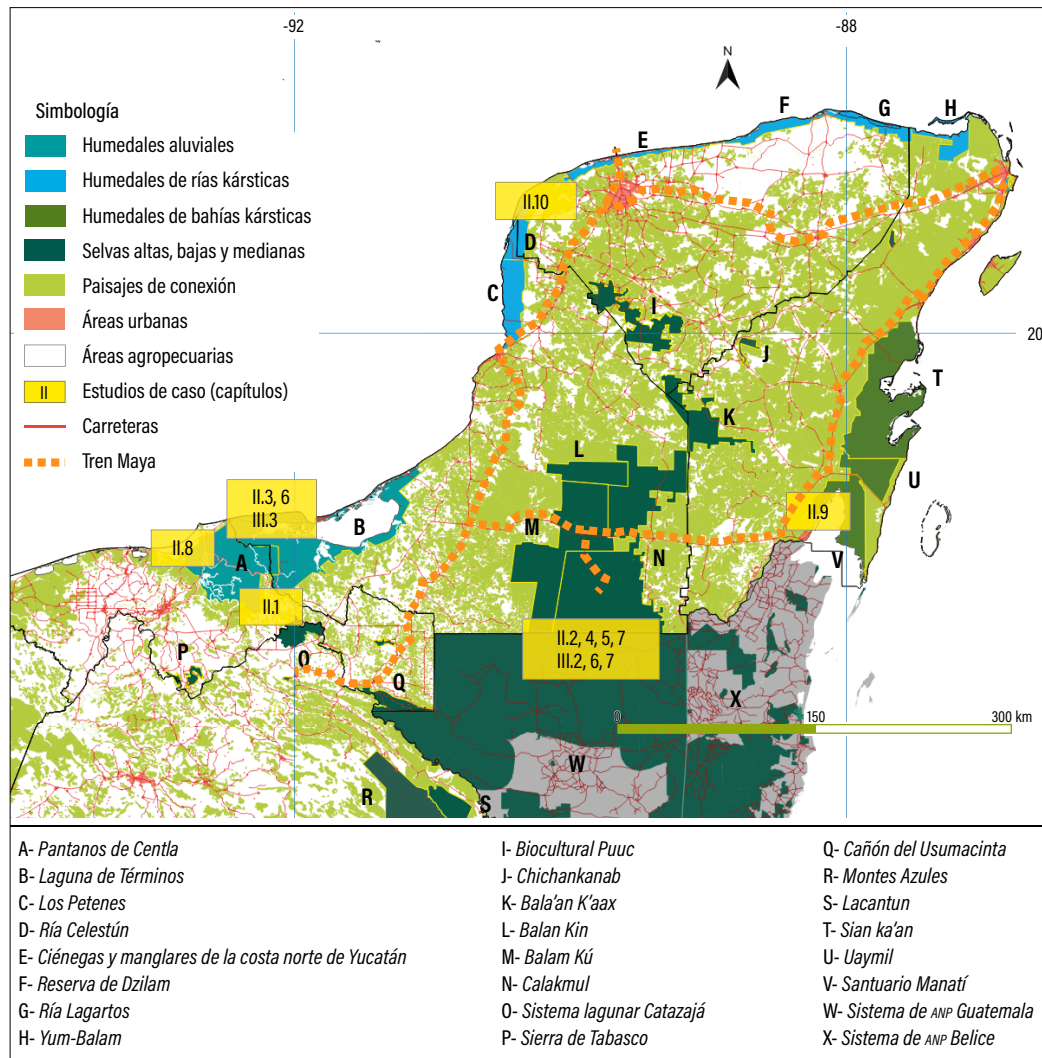 -92
-88
N
Simbología
Humedales aluviales
Humedales de rías kársticas
Humedales de bahías kársticas
Selvas altas, bajas y medianas
Paisajes de conexión
Áreas urbanas
Áreas agropecuarias
II
Estudios de caso (capítulos)
Carreteras
Tren Maya
F
G
H
E
II.10
D
C
I
J
20
T
K
L
U
II.3, 6
III.3
B
II.9
M
II.8
A
N
V
II.1
II.2, 4, 5, 7
III.2, 6, 7
P
O
Q
X
0
150
300 km
W
R
S
A- Pantanos de Centla
B- Laguna de Términos
C- Los Petenes
D- Ría Celestún
E- Ciénegas y manglares de la costa norte de Yucatán
F- Reserva de Dzilam
G- Ría Lagartos
H- Yum-Balam
I- Biocultural Puuc
J- Chichankanab
K- Bala'an K'aax
L- Balan Kin
M- Balam Kú
N- Calakmul
O- Sistema lagunar Catazajá
P- Sierra de Tabasco
Q- Cañón del Usumacinta
R- Montes Azules
S- Lacantun
T- Sian ka'an
U- Uaymil
V- Santuario Manatí
W- Sistema de ANP Guatemala
X- Sistema de ANP Belice